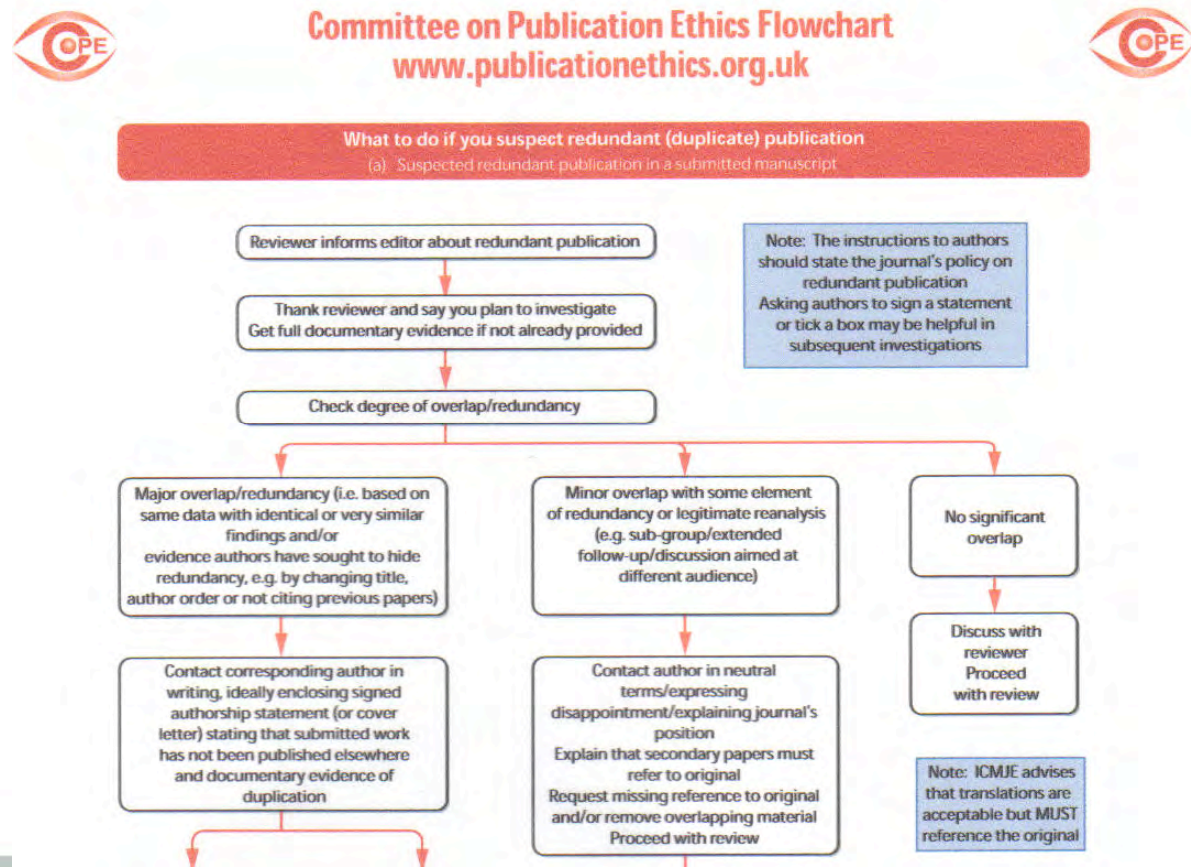 COPE
Committee on Publication Ethics Flowchart
www.publicationethics.org.uk
COPE
What to do if you suspect redundant (duplicate) publication
(a) Suspected redundant publication in a submitted manuscript
Reviewer informs editor about redundant publication
Thank reviewer and say you plan to investigate
Get full documentary evidence if not already provided
Note: The instructions to authors
should state the journal's policy on
redundant publication
Asking authors to sign a statement
or tick a box may be helpful in
subsequent investigations
Check degree of overlap/redundancy
Major overlap/redundancy (i.e. based on
same data with identical or very similar
findings and/or
evidence authors have sought to hide
redundancy, e.g. by changing title,
author order or not citing previous papers)
Minor overlap with some element
of redundancy or legitimate reanalysis
(e.g. sub-group/extended
follow-up/discussion aimed at
different audience)
No significant
overlap
Contact corresponding author in
writing, ideally enclosing signed
authorship statement (or cover
letter) stating that submitted work
has not been published elsewhere
and documentary evidence of
duplication
Contact author in neutral
terms/expressing
disappointment/explaining journal's
position
Explain that secondary papers must
refer to original
Request missing reference to original
and/or remove overlapping material
Proceed with review
Discuss with
reviewer
Proceed
with review
Note: ICMJE advises
that translations are
acceptable but MUST
reference the original